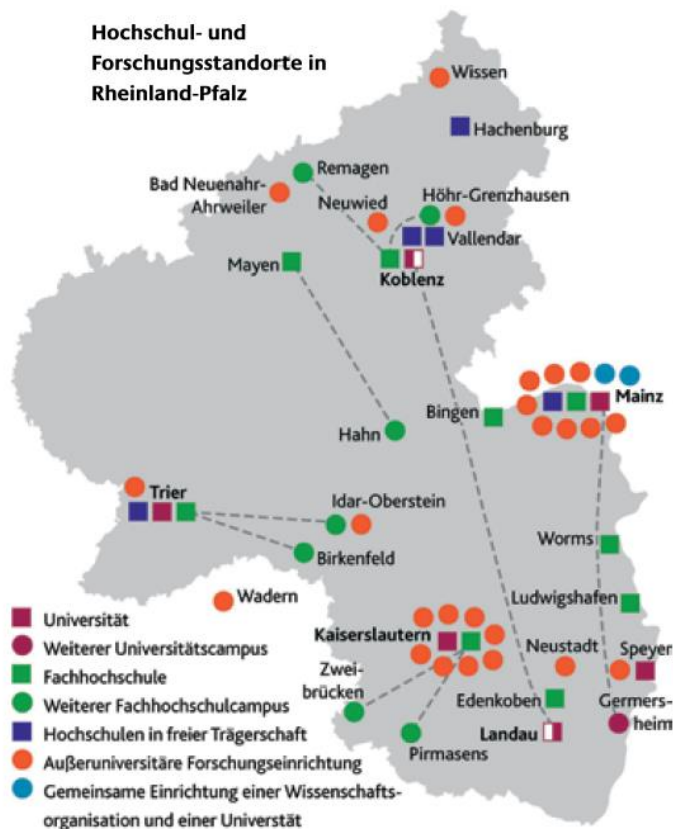 Hochschul- und
Forschungsstandorte in
Rheinland-Pfalz
Wissen
Hachenburg
Remagen
Bad Neuenahr-
Ahrweiler
Neuwied
Höhr-Grenzhausen
Vallendar
Mayen
Koblenz
Mainz
Bingen
Hahn
Trier
Idar-Oberstein
Birkenfeld
Worms
Wadern
Ludwigshafen
Kaiserslautern
Neustadt
Speyer
Zwei-
brücken
Edenkoben
Germers-
heim
Landau
Pirmasens
Universität
Weiterer Universitätscampus
Fachhochschule
Weiterer Fachhochschulcampus
Hochschulen in freier Trägerschaft
Außeruniversitäre Forschungseinrichtung
Gemeinsame Einrichtung einer Wissenschafts-
organisation und einer Universtät